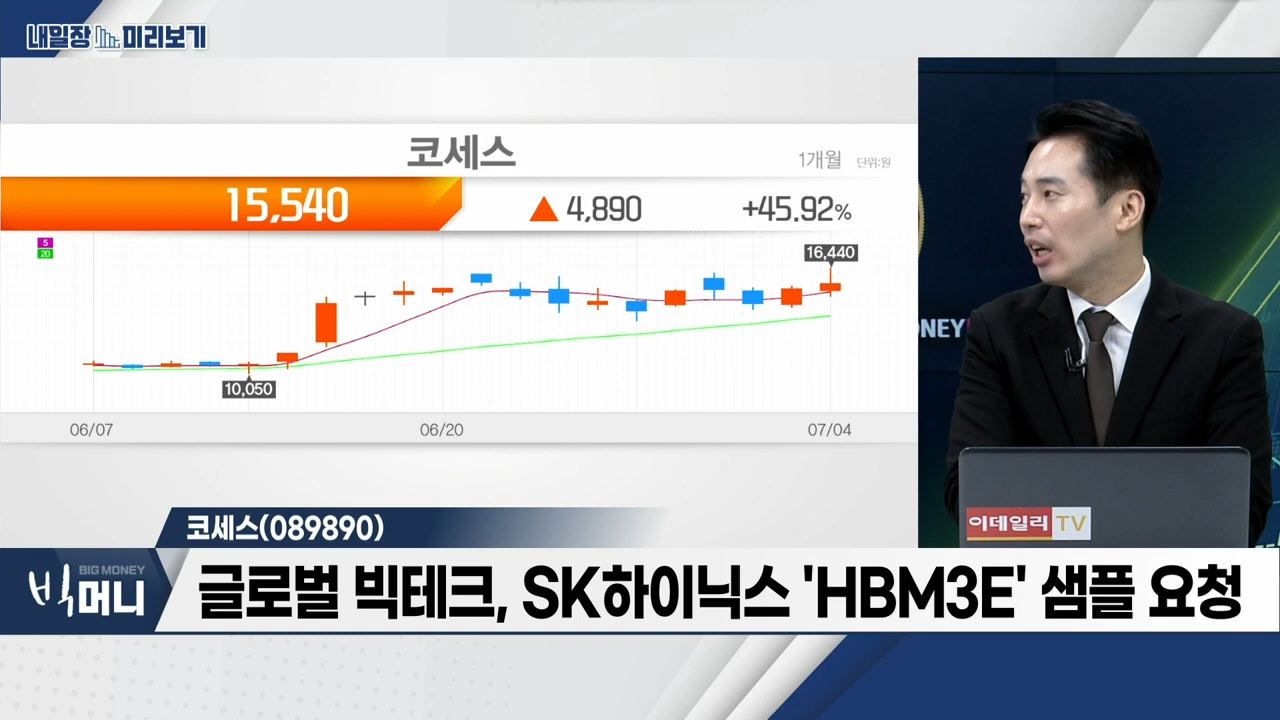 내일장 미리보기
코세스
1개월 단위:원
15,540 ▲ 4,890 +45.92%
5
20
16,440
10,050
06/07 06/20 07/04
ONEY
이데일리 TV
코세스(089890)
BIG MONEY
빅머니
글로벌 빅테크, SK하이닉스 'HBM3E' 샘플 요청